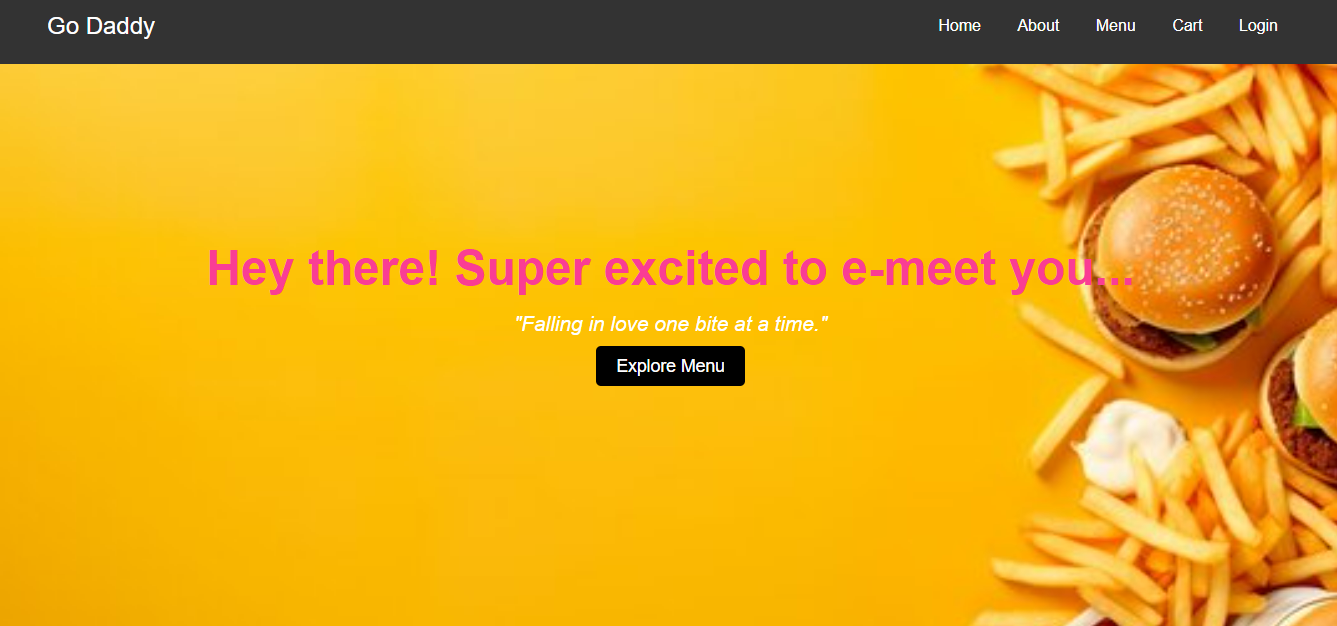 Go Daddy
Home About Menu Cart Login
Hey there! Super excited to e-meet you...
"Falling in love one bite at a time."
Explore Menu